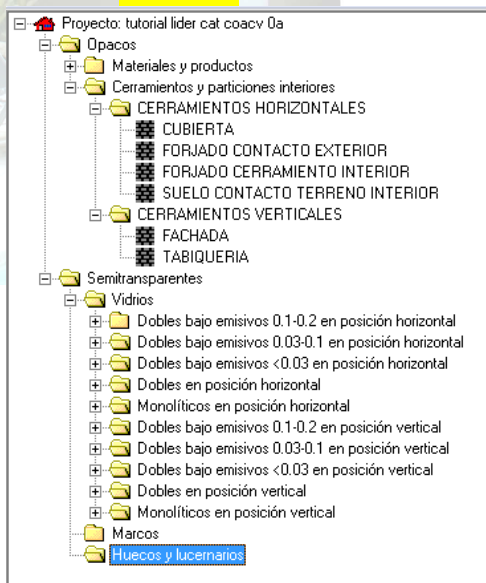 Proyecto: tutorial lider cat coacv 0a
Opacos
Materiales y productos
Cerramientos y particiones interiores
CERRAMIENTOS HORIZONTALES
CUBIERTA
FORJADO CONTACTO EXTERIOR
FORJADO CERRAMIENTO INTERIOR
SUELO CONTACTO TERRENO INTERIOR
CERRAMIENTOS VERTICALES
FACHADA
TABIQUERIA
Semitransparentes
Vidrios
Dobles bajo emisivos 0.1-0.2 en posición horizontal
Dobles bajo emisivos 0.03-0.1 en posición horizontal
Dobles bajo emisivos <0.03 en posición horizontal
Dobles en posición horizontal
Monolíticos en posición horizontal
Dobles bajo emisivos 0.1-0.2 en posición vertical
Dobles bajo emisivos 0.03-0.1 en posición vertical
Dobles bajo emisivos <0.03 en posición vertical
Dobles en posición vertical
Monolíticos en posición vertical
Marcos
Huecos y lucernarios